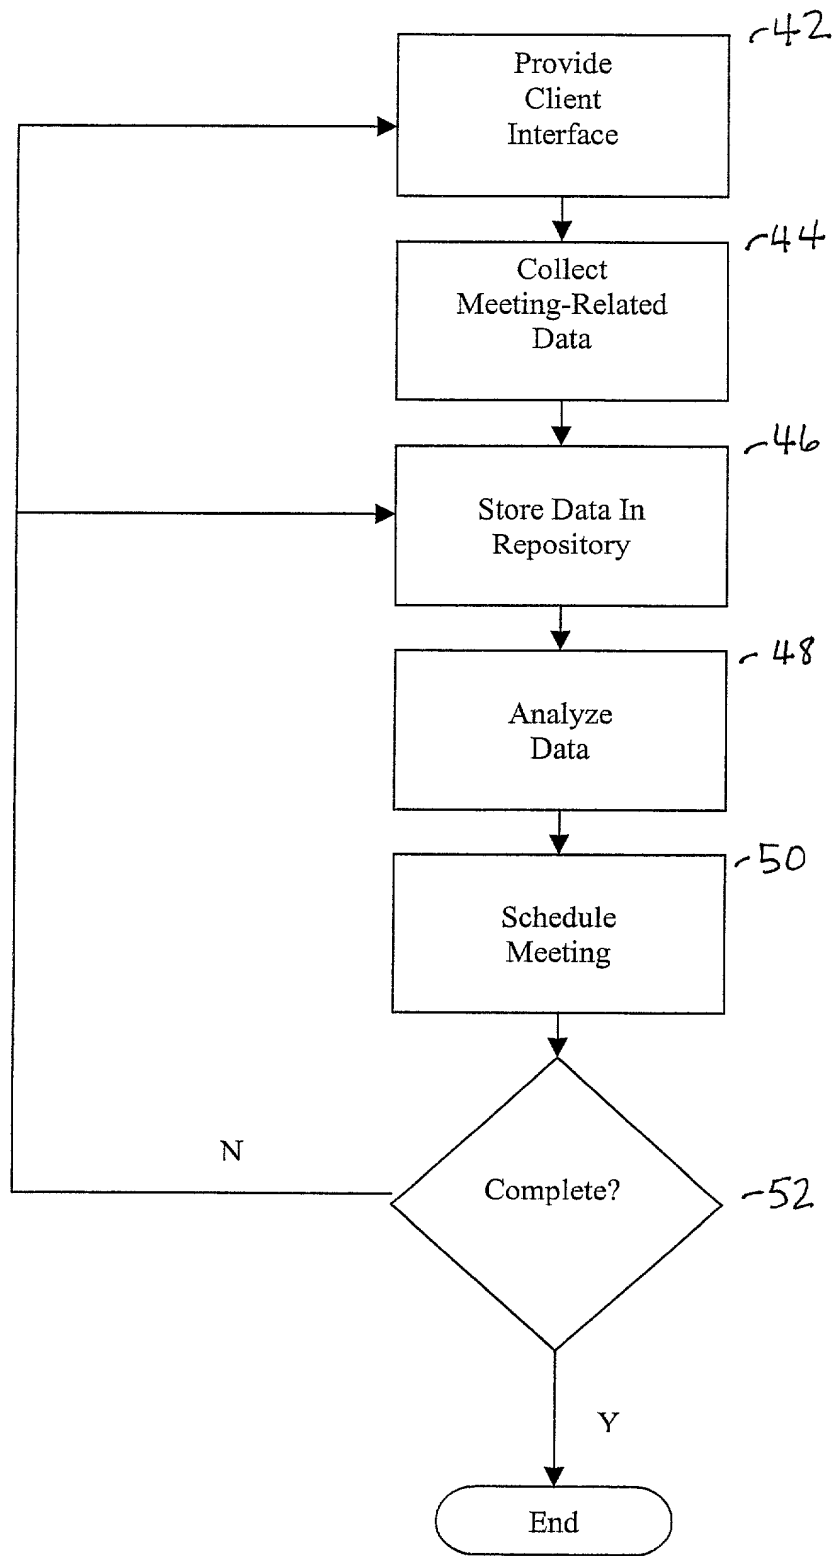 42
Provide
Client
Interface
44
Collect
Meeting-Related
Data
46
Store Data In
Repository
48
Analyze
Data
50
Schedule
Meeting
N
Complete?
52
Y
End